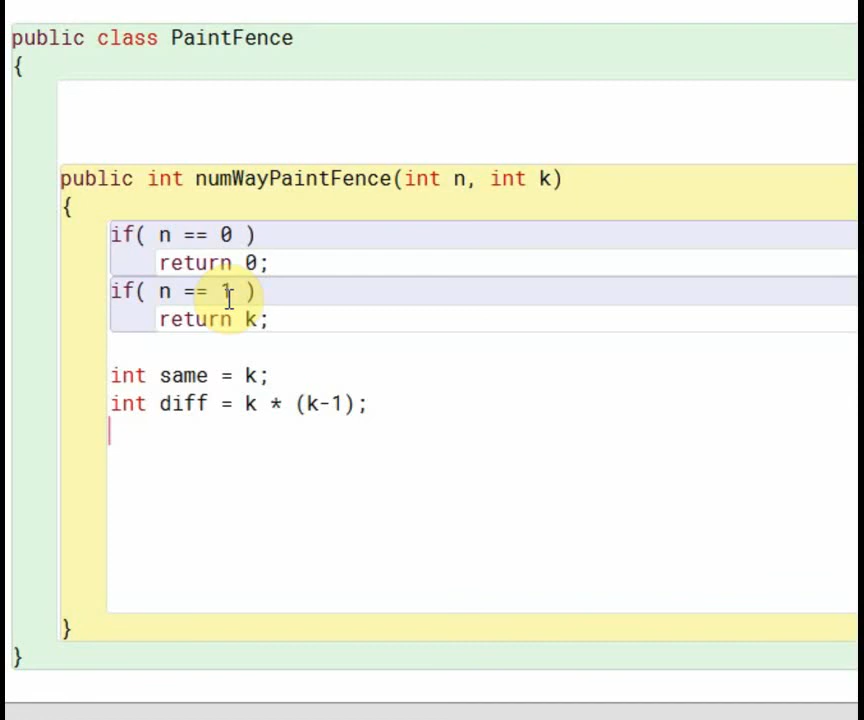 public class PaintFence
{
public int numWayPaintFence(int n, int k)
{
if( n == 0 )
return 0;
if( n == 1 )
return k;
int same = k;
int diff = k * (k-1);
}
}